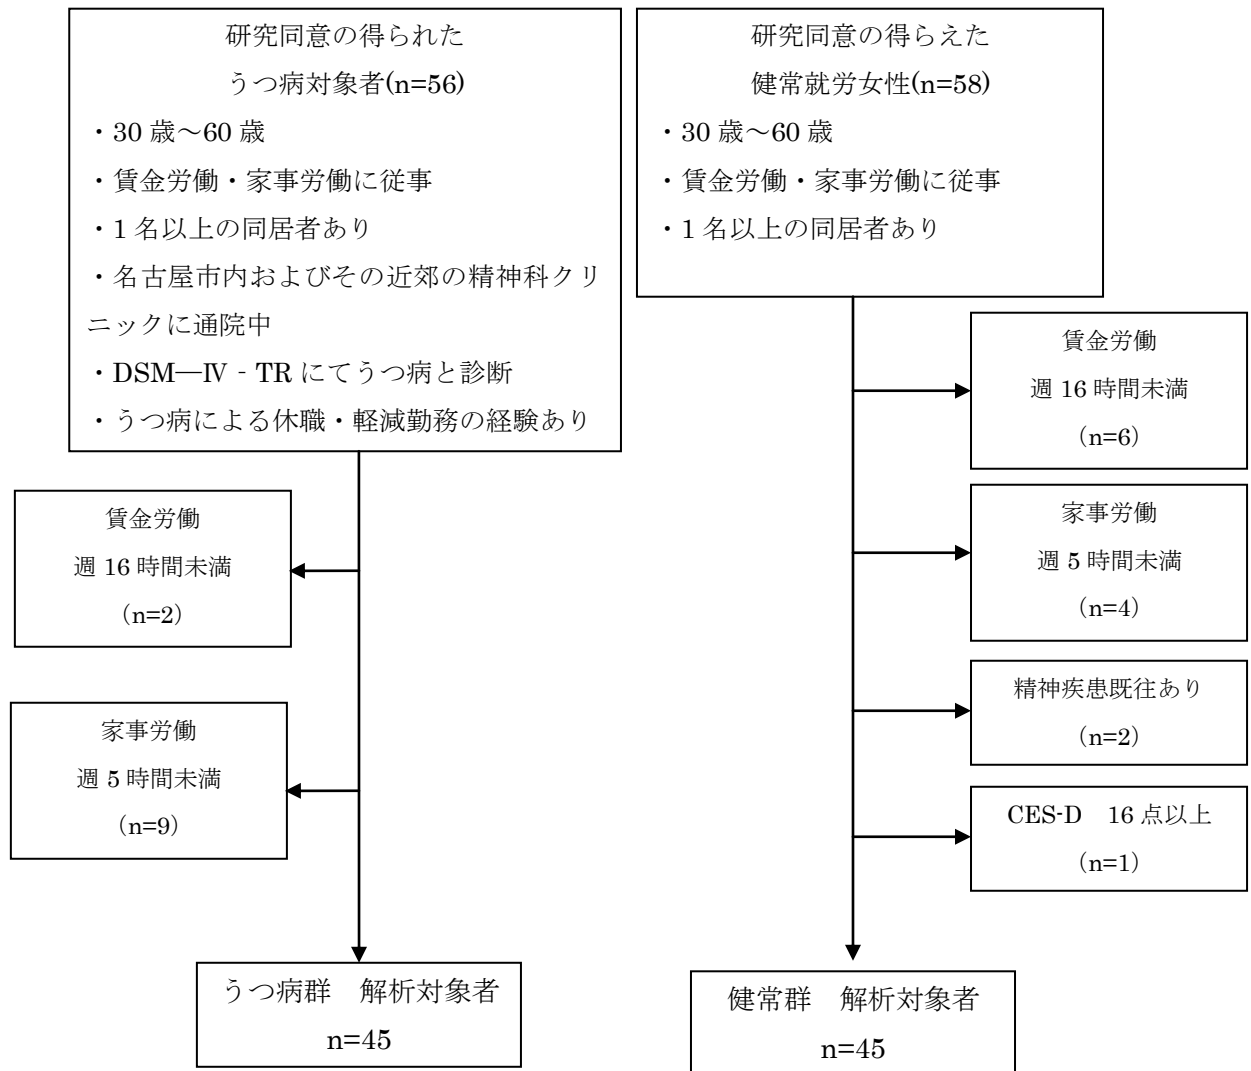 研究同意の得られた
うつ病対象者(n=56)
・30 歳～60 歳
・賃金労働・家事労働に従事
・1 名以上の同居者あり
・名古屋市内およびその近郊の精神科クリ
ニックに通院中
・DSM―Ⅳ‐TR にてうつ病と診断
・うつ病による休職・軽減勤務の経験あり
賃金労働
週 16 時間未満
（n=2）
家事労働
週 5 時間未満
（n=9）
うつ病群　解析対象者
n=45
研究同意の得らえた
健常就労女性(n=58)
・30 歳～60 歳
・賃金労働・家事労働に従事
・1 名以上の同居者あり
賃金労働
週 16 時間未満
（n=6）
家事労働
週 5 時間未満
（n=4）
精神疾患既往あり
（n=2）
CES-D　16 点以上
（n=1）
健常群　解析対象者
n=45